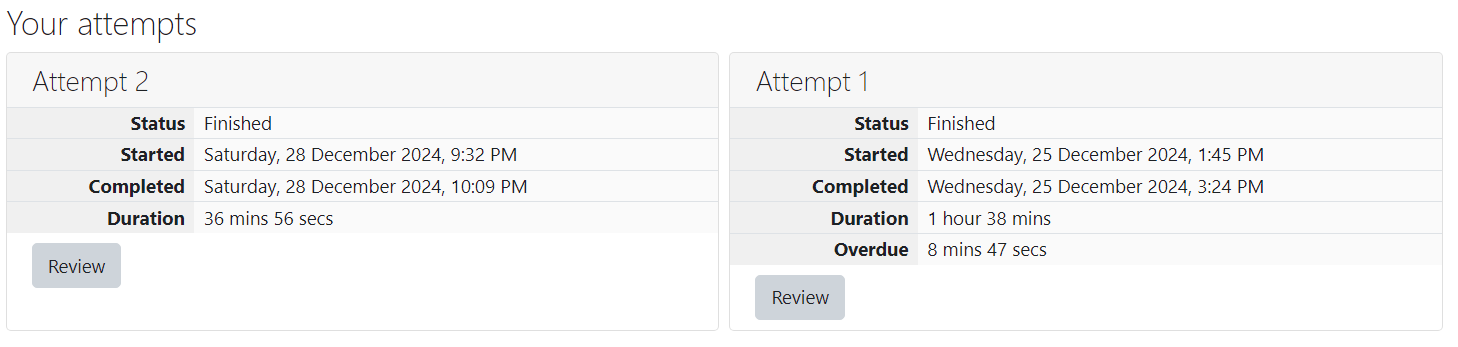 Your attempts
Attempt 2
Status Finished
Started Saturday, 28 December 2024, 9:32 PM
Completed Saturday, 28 December 2024, 10:09 PM
Duration 36 mins 56 secs
Review
Attempt 1
Status Finished
Started Wednesday, 25 December 2024, 1:45 PM
Completed Wednesday, 25 December 2024, 3:24 PM
Duration 1 hour 38 mins
Overdue 8 mins 47 secs
Review